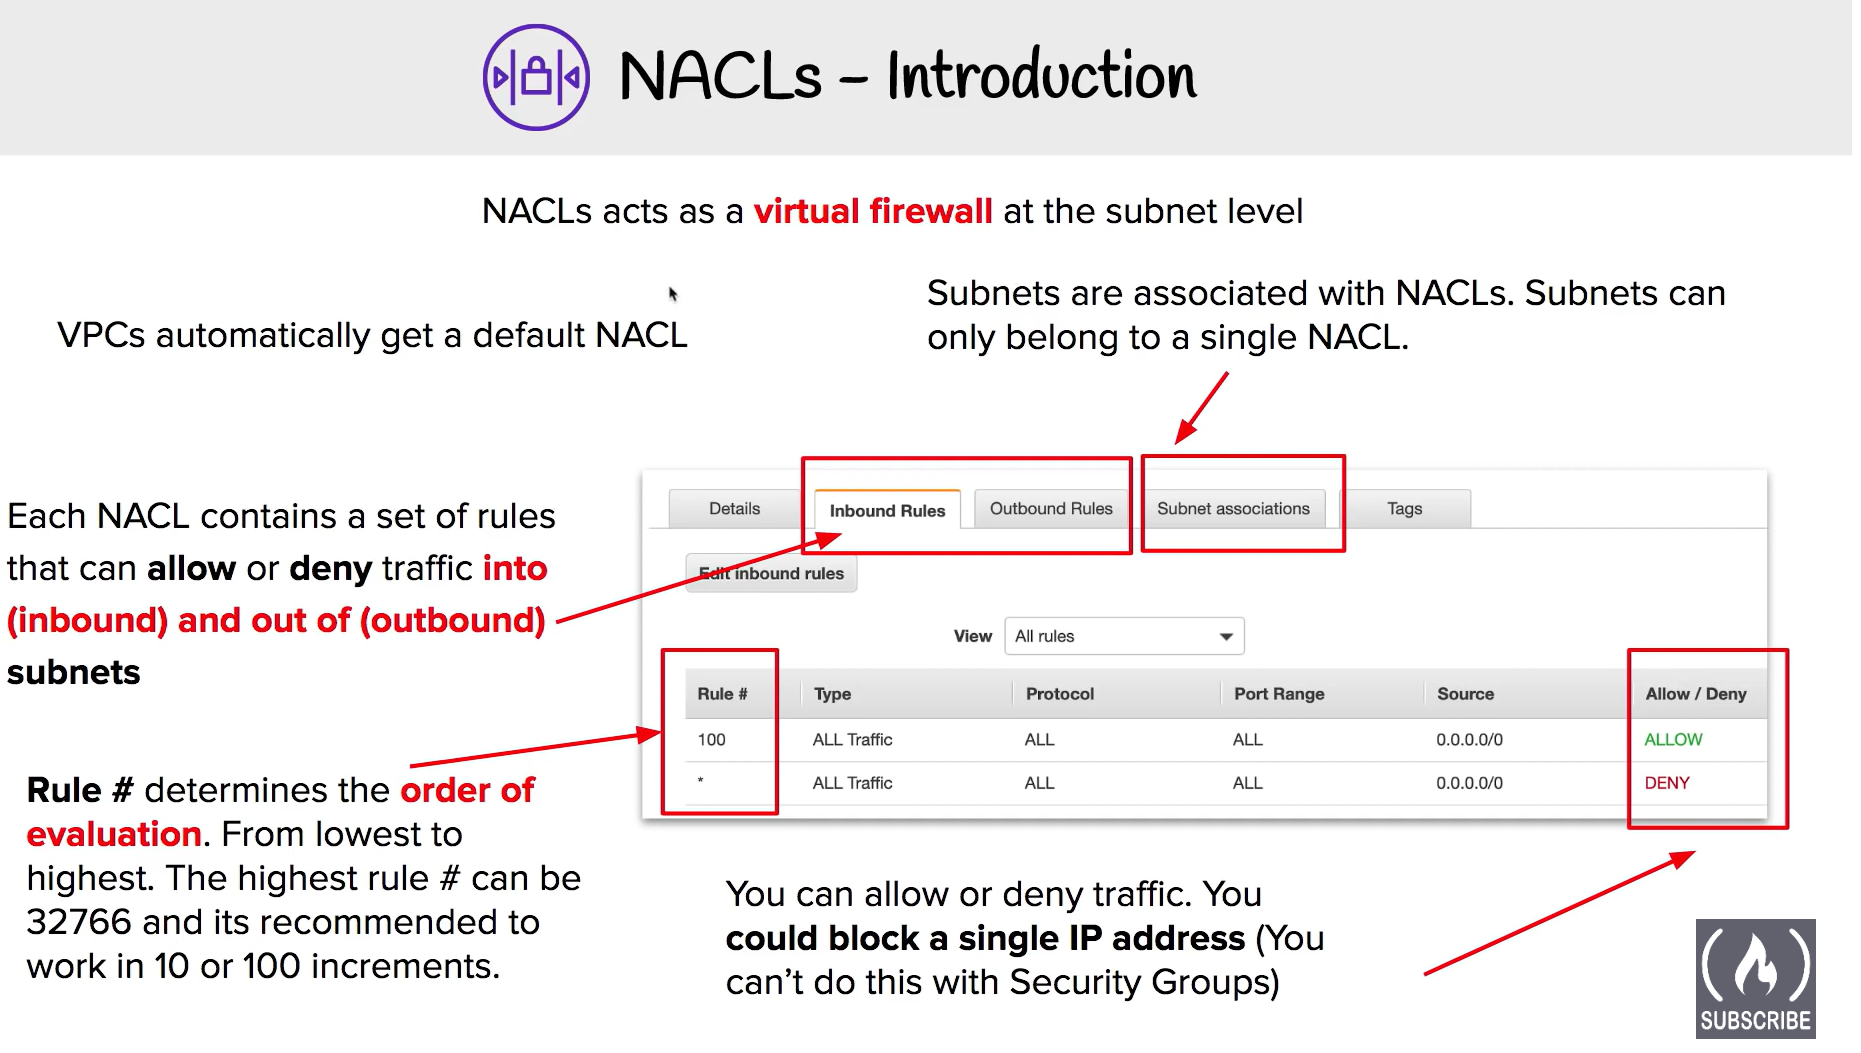 NACLs – Introduction
NACLs acts as a virtual firewall at the subnet level
VPCs automatically get a default NACL
Subnets are associated with NACLs. Subnets can
only belong to a single NACL.
Each NACL contains a set of rules
that can allow or deny traffic into
(inbound) and out of (outbound)
subnets
Rule # determines the order of
evaluation. From lowest to
highest. The highest rule # can be
32766 and its recommended to
work in 10 or 100 increments.
Details Inbound Rules Outbound Rules Subnet associations Tags
Edit inbound rules
View All rules
Rule # Type Protocol Port Range Source Allow / Deny
100 ALL Traffic ALL ALL 0.0.0.0/0 ALLOW
* ALL Traffic ALL ALL 0.0.0.0/0 DENY
You can allow or deny traffic. You
could block a single IP address (You
can't do this with Security Groups)
SUBSCRIBE